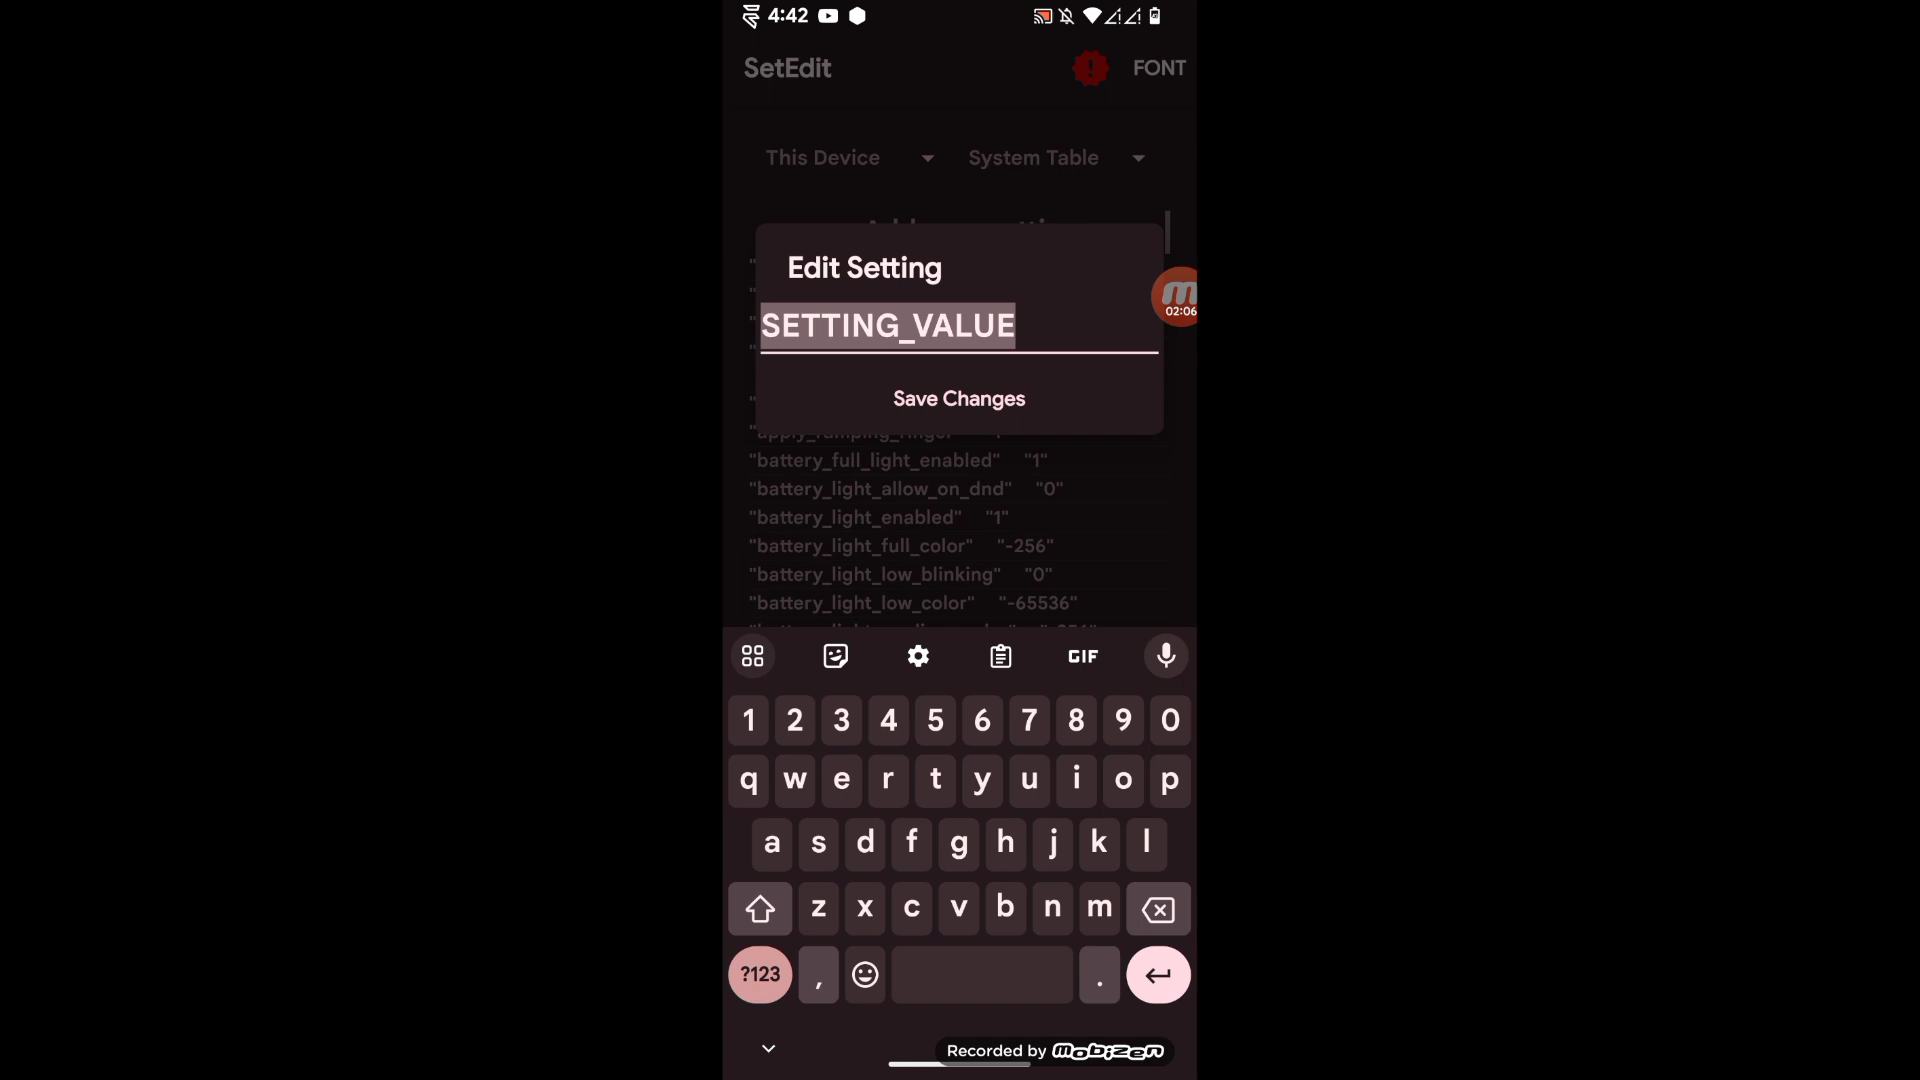 4:42
SetEdit
FONT
This Device
System Table
Edit Setting
SETTING_VALUE
02:06
Save Changes
"battery_full_light_enabled" "1"
"battery_light_allow_on_dnd" "0"
"battery_light_enabled" "1"
"battery_light_full_color" "-256"
"battery_light_low_blinking" "0"
"battery_light_low_color" "-65536"
GIF
1 2 3 4 5 6 7 8 9 0
q w e r t y u i o p
a s d f g h j k l
z x c v b n m
?123 , .
Recorded by mobizen